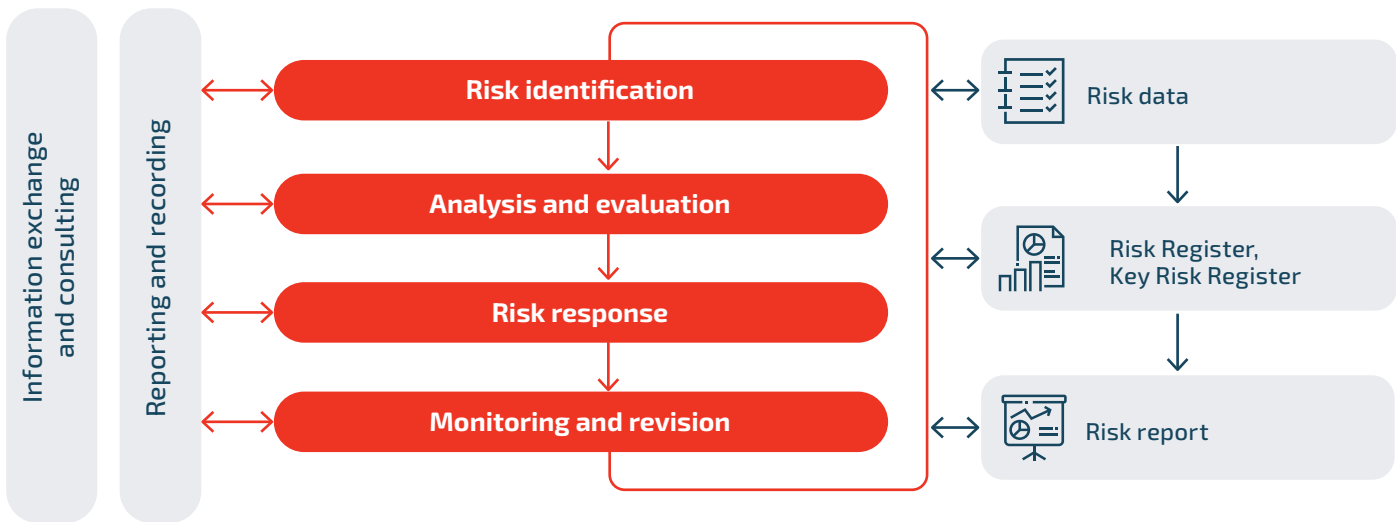 Information exchange
and consulting
Reporting and recording
Risk identification
Analysis and evaluation
Risk response
Monitoring and revision
Risk data
Risk Register,
Key Risk Register
Risk report